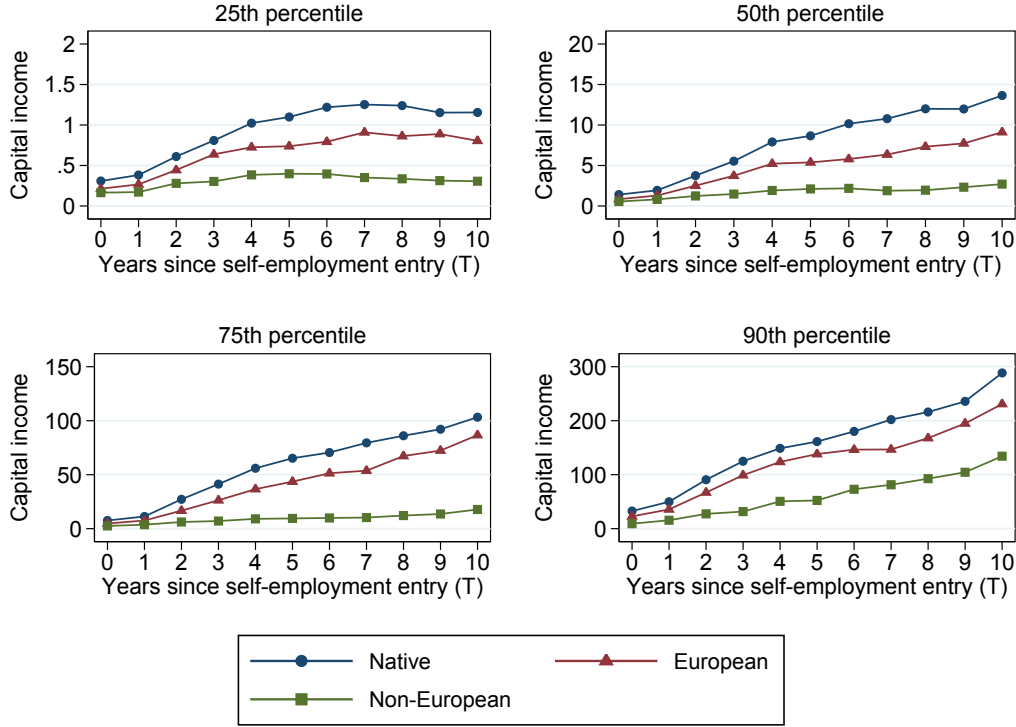 25th percentile
Capital income
2
1.5
1
.5
0
0 1 2 3 4 5 6 7 8 9 10
Years since self-employment entry (T)
50th percentile
Capital income
20
15
10
5
0
0 1 2 3 4 5 6 7 8 9 10
Years since self-employment entry (T)
75th percentile
Capital income
150
100
50
0
0 1 2 3 4 5 6 7 8 9 10
Years since self-employment entry (T)
90th percentile
Capital income
300
200
100
0
0 1 2 3 4 5 6 7 8 9 10
Years since self-employment entry (T)
Native
European
Non-European